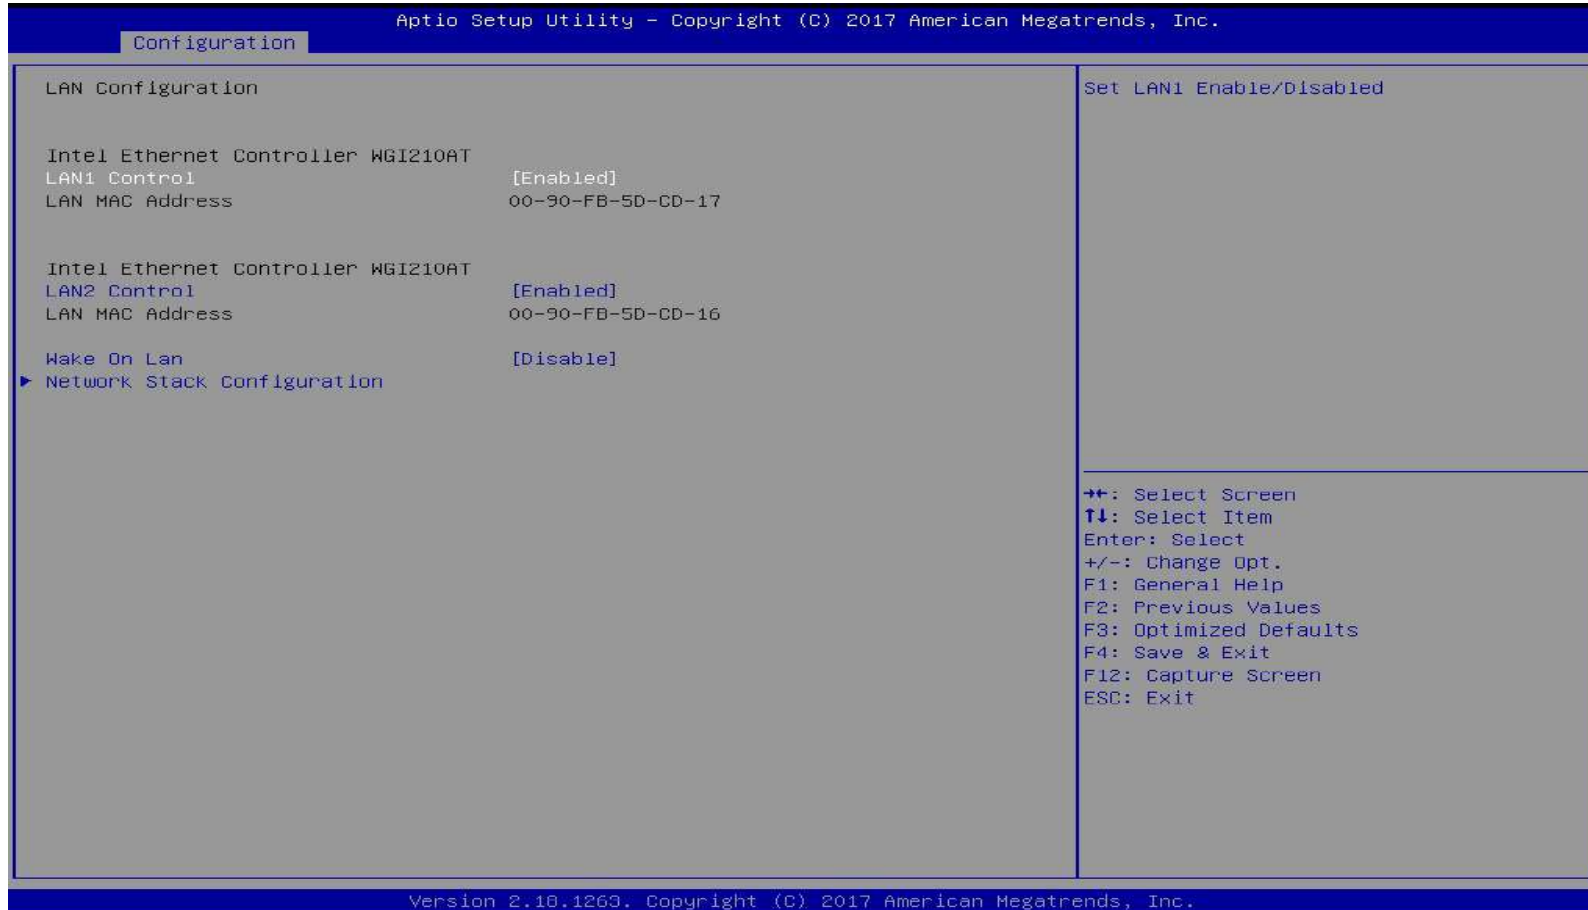 Aptio Setup Utility - Copyright (C) 2017 American Megatrends, Inc.
Configuration
LAN Configuration
Intel Ethernet Controller WGI210AT
LAN1 Control [Enabled]
LAN MAC Address 00-90-FB-5D-CD-17
Intel Ethernet Controller WGI210AT
LAN2 Control [Enabled]
LAN MAC Address 00-90-FB-5D-CD-16
Wake On Lan [Disable]
► Network Stack Configuration
Set LAN1 Enable/Disabled
→←: Select Screen
↑↓: Select Item
Enter: Select
+/-: Change Opt.
F1: General Help
F2: Previous Values
F3: Optimized Defaults
F4: Save & Exit
F12: Capture Screen
ESC: Exit
Version 2.18.1263. Copyright (C) 2017 American Megatrends, Inc.